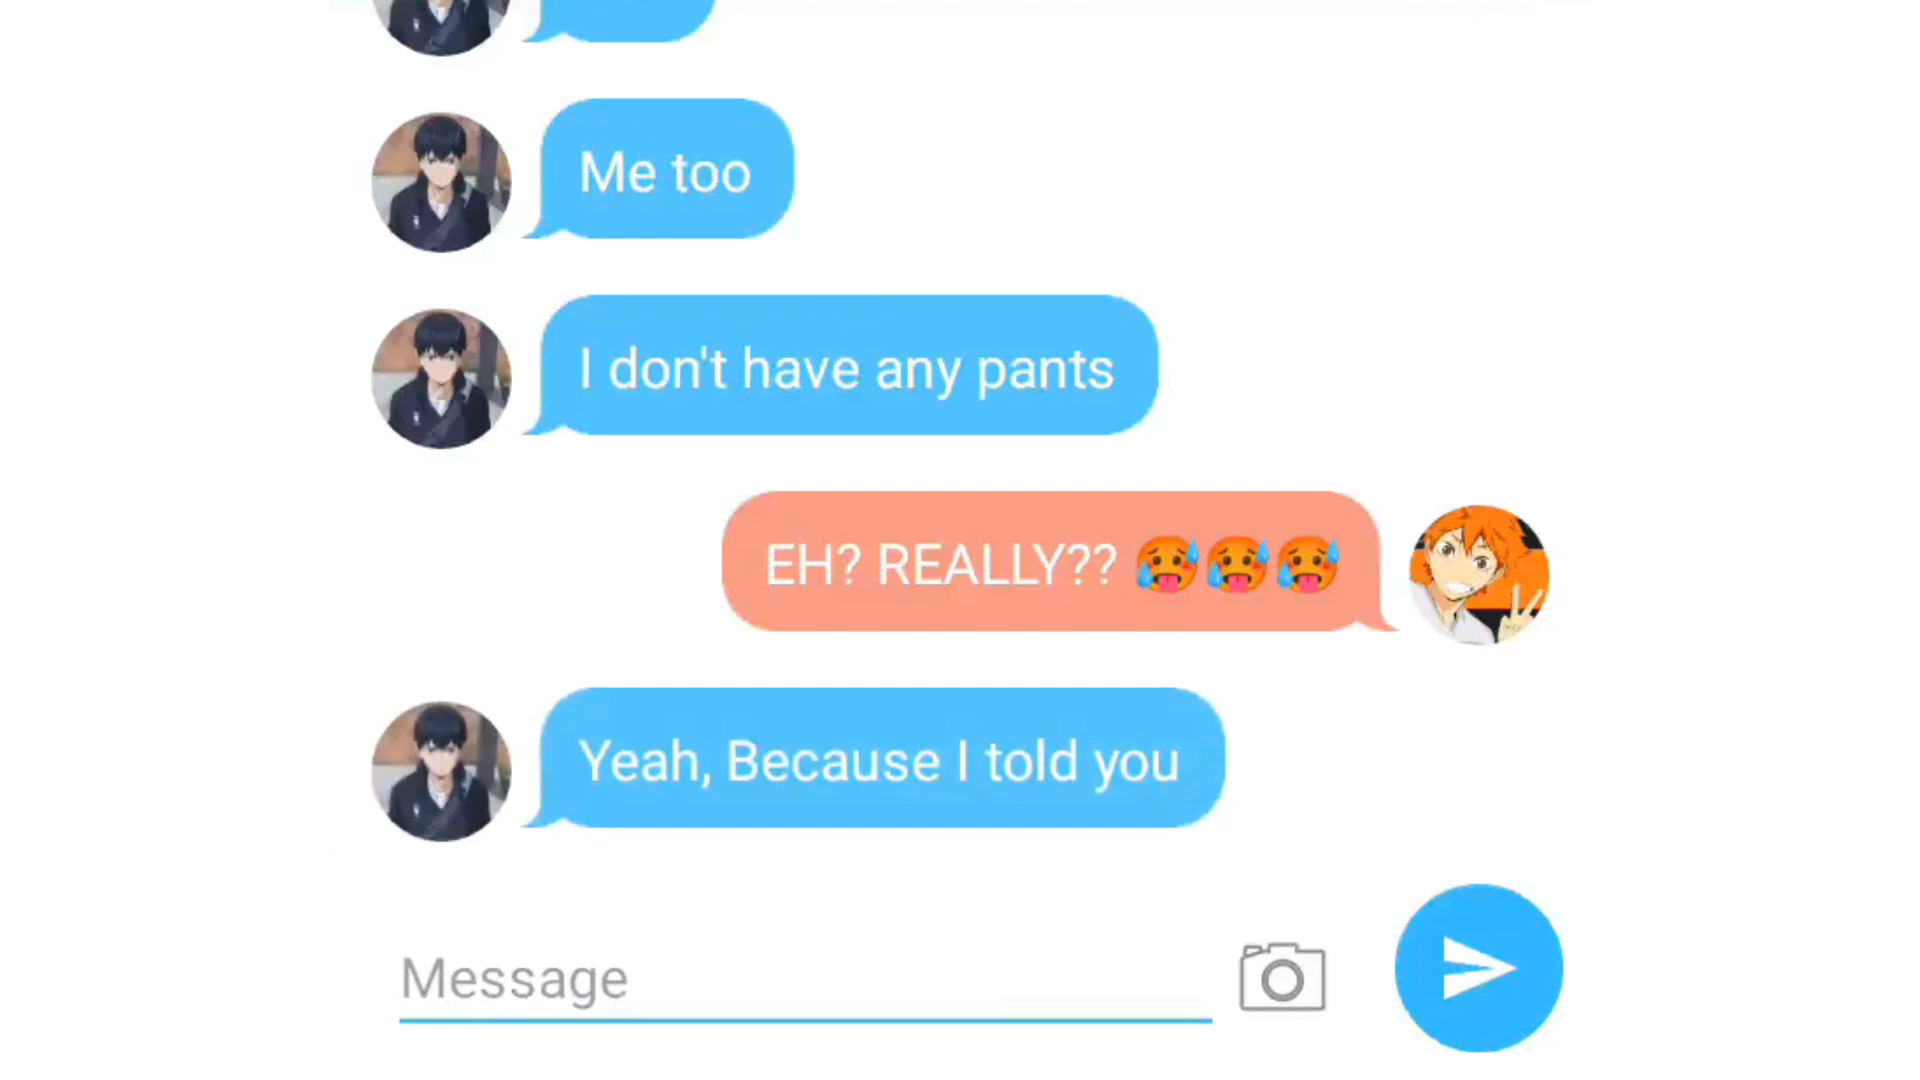 Me too
I don't have any pants
EH? REALLY?? 🥵🥵🥵
Yeah, Because I told you
Message